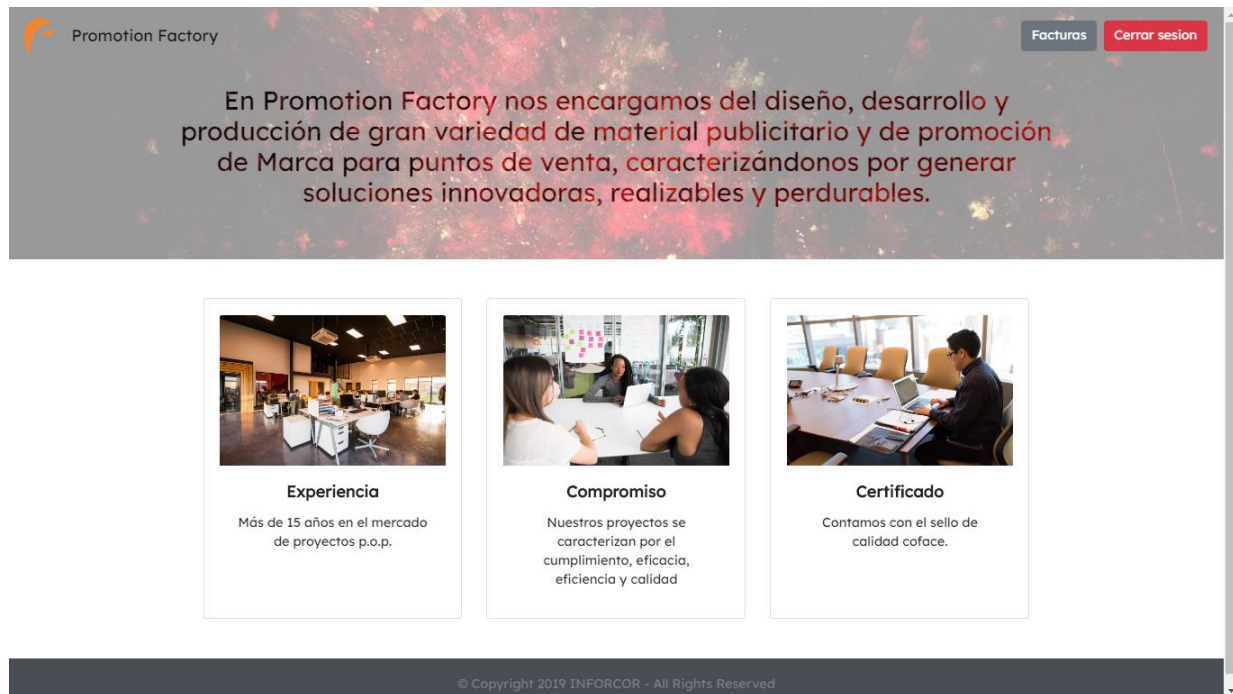 Promotion Factory
Facturas
Cerrar sesion
En Promotion Factory nos encargamos del diseño, desarrollo y
producción de gran variedad de material publicitario y de promoción
de Marca para puntos de venta, caracterizándonos por generar
soluciones innovadoras, realizables y perdurables.
Experiencia
Más de 15 años en el mercado
de proyectos p.o.p.
Compromiso
Nuestros proyectos se
caracterizan por el
cumplimiento, eficacia,
eficiencia y calidad
Certificado
Contamos con el sello de
calidad coface.
© Copyright 2019 INFORCOR - All Rights Reserved